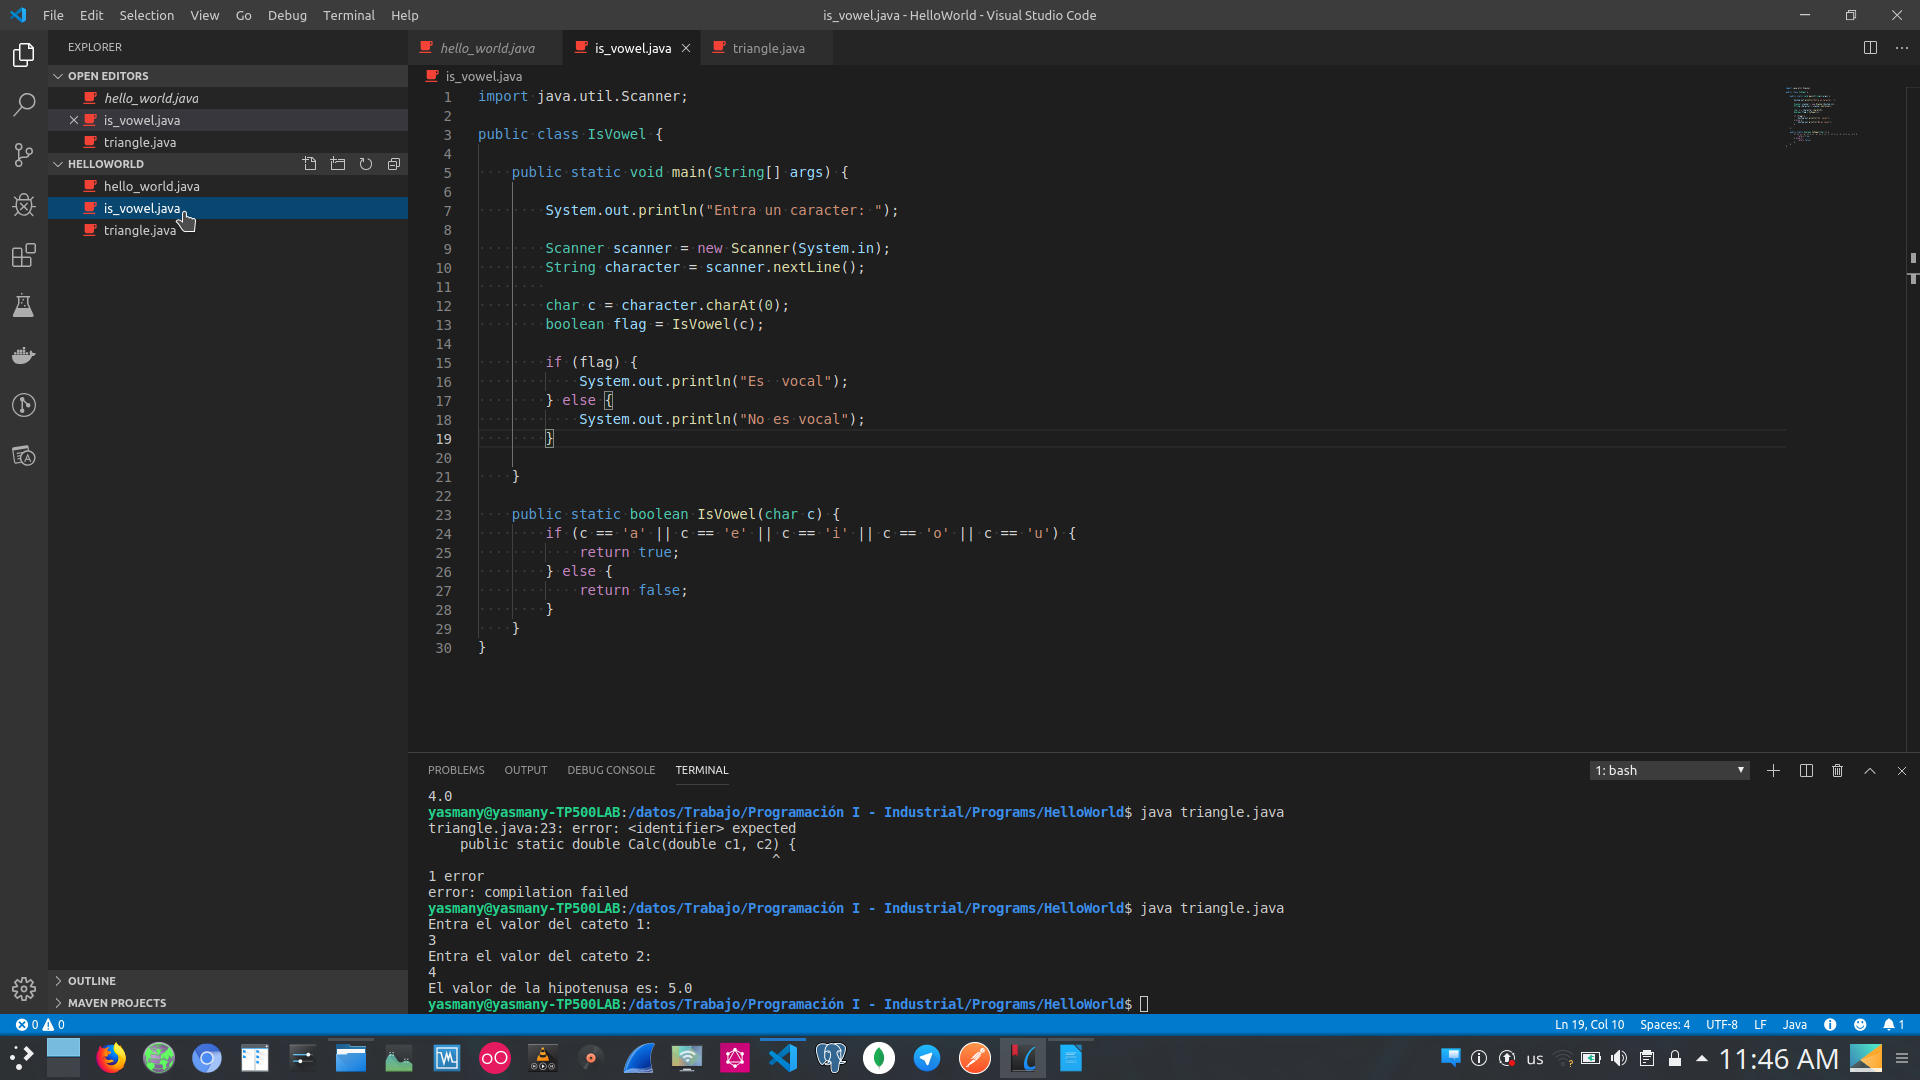 File Edit Selection View Go Debug Terminal Help
is_vowel.java - HelloWorld - Visual Studio Code
EXPLORER
OPEN EDITORS
hello_world.java
is_vowel.java
triangle.java
HELLOWORLD
hello_world.java
is_vowel.java
triangle.java
OUTLINE
MAVEN PROJECTS
hello_world.java is_vowel.java triangle.java
is_vowel.java
1 import java.util.Scanner;
2
3 public class IsVowel {
4
5 public static void main(String[] args) {
6
7 System.out.println("Entra un caracter: ");
8
9 Scanner scanner = new Scanner(System.in);
10 String character = scanner.nextLine();
11
12 char c = character.charAt(0);
13 boolean flag = IsVowel(c);
14
15 if (flag) {
16 System.out.println("Es  vocal");
17 } else {
18 System.out.println("No es vocal");
19 }
20
21 }
22
23 public static boolean IsVowel(char c) {
24 if (c == 'a' || c == 'e' || c == 'i' || c == 'o' || c == 'u') {
25 return true;
26 } else {
27 return false;
28 }
29 }
30 }
PROBLEMS OUTPUT DEBUG CONSOLE TERMINAL
1: bash
4.0
yasmany@yasmany-TP500LAB:/datos/Trabajo/Programación I - Industrial/Programs/HelloWorld$ java triangle.java
triangle.java:23: error: <identifier> expected
public static double Calc(double c1, c2) {
^
1 error
error: compilation failed
yasmany@yasmany-TP500LAB:/datos/Trabajo/Programación I - Industrial/Programs/HelloWorld$ java triangle.java
Entra el valor del cateto 1:
3
Entra el valor del cateto 2:
4
El valor de la hipotenusa es: 5.0
yasmany@yasmany-TP500LAB:/datos/Trabajo/Programación I - Industrial/Programs/HelloWorld$
0 0
Ln 19, Col 10 Spaces: 4 UTF-8 LF Java 1
us 11:46 AM